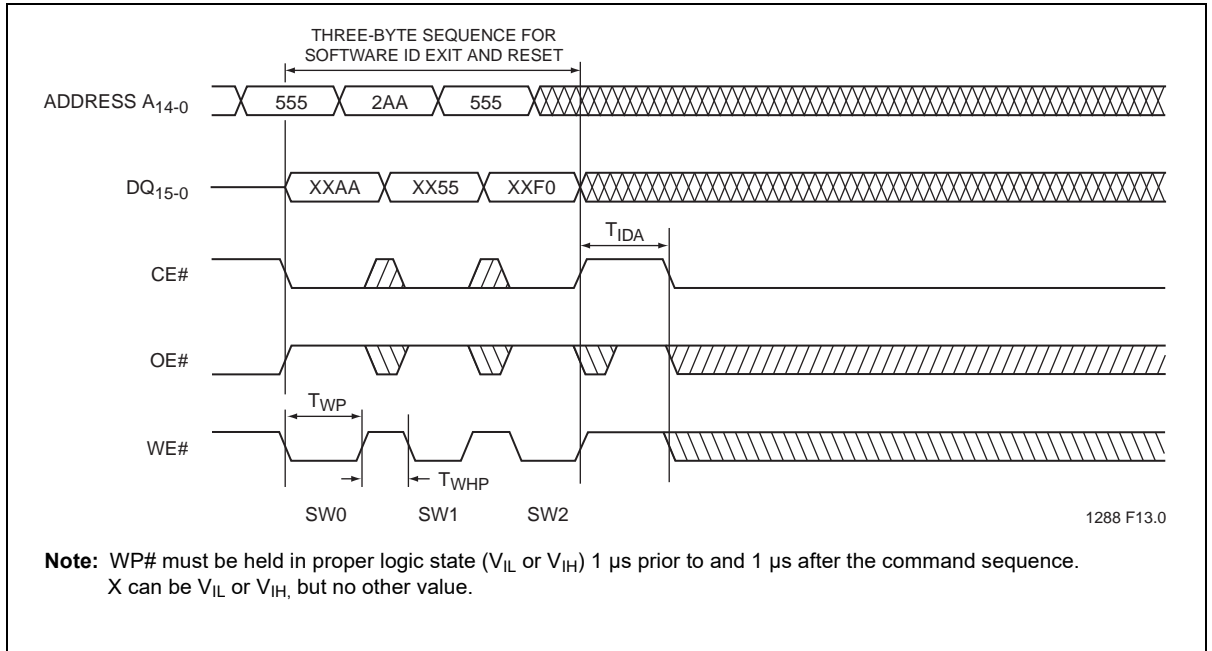 THREE-BYTE SEQUENCE FOR
SOFTWARE ID EXIT AND RESET
ADDRESS A14-0 555 2AA 555
DQ15-0 XXAA XX55 XXF0
TIDA
CE#
OE#
TWP
WE#
TWHP
SW0 SW1 SW2
1288 F13.0
Note: WP# must be held in proper logic state (VIL or VIH) 1 µs prior to and 1 µs after the command sequence.
X can be VIL or VIH, but no other value.